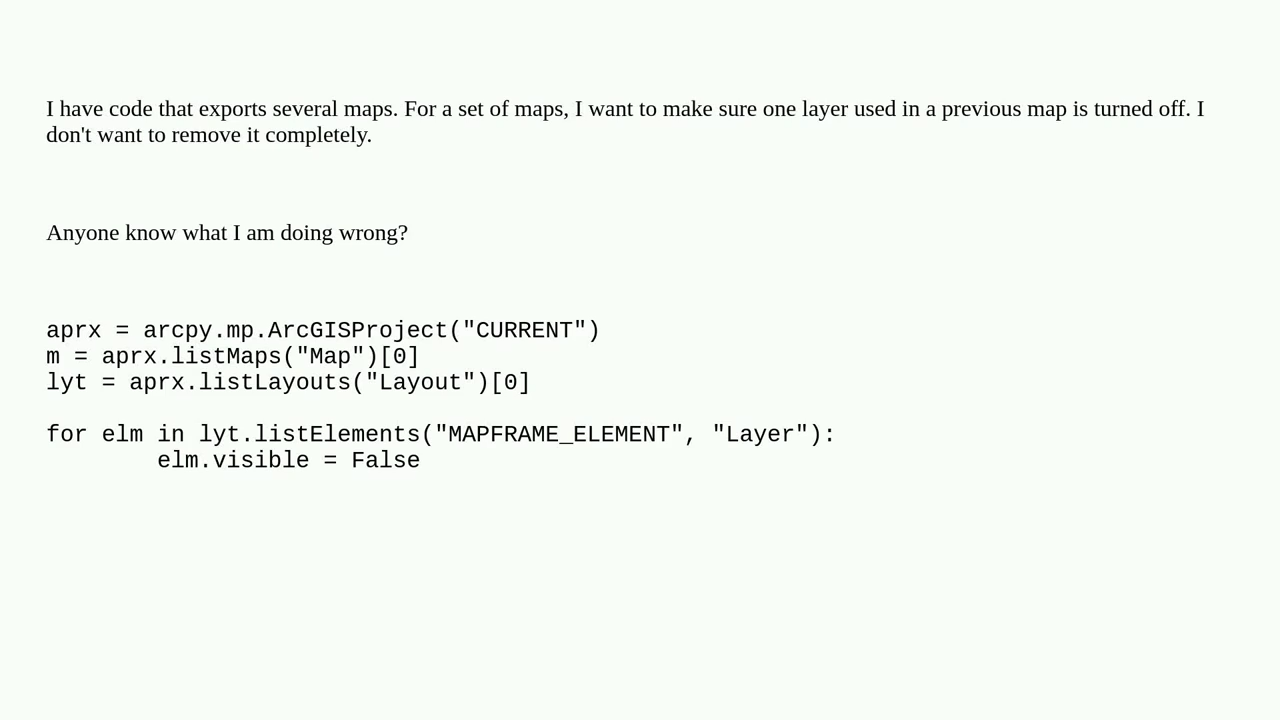 I have code that exports several maps. For a set of maps, I want to make sure one layer used in a previous map is turned off. I
don't want to remove it completely.
Anyone know what I am doing wrong?
aprx = arcpy.mp.ArcGISProject("CURRENT")
m = aprx.listMaps("Map")[0]
lyt = aprx.listLayouts("Layout")[0]
for elm in lyt.listElements("MAPFRAME_ELEMENT", "Layer"):
        elm.visible = False